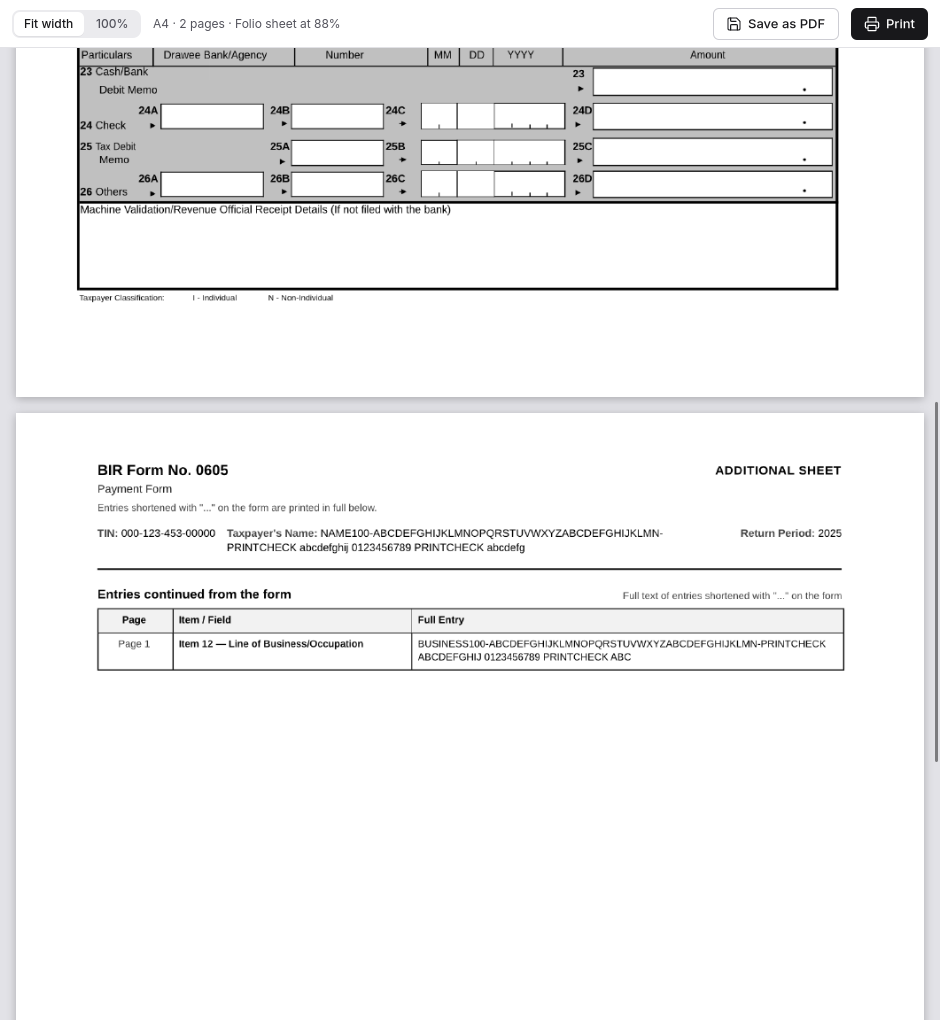 Fit width 100% A4 · 2 pages · Folio sheet at 88% Save as PDF Print
Particulars Drawee Bank/Agency Number MM DD YYYY Amount
23 Cash/Bank 23
Debit Memo
24A 24B 24C 24D
24 Check
25 Tax Debit 25A 25B 25C
Memo
26A 26B 26C 26D
26 Others
Machine Validation/Revenue Official Receipt Details (If not filed with the bank)
Taxpayer Classification: I - Individual N - Non-Individual
BIR Form No. 0605 ADDITIONAL SHEET
Payment Form
Entries shortened with "..." on the form are printed in full below.
TIN: 000-123-453-00000 Taxpayer's Name: NAME100-ABCDEFGHIJKLMNOPQRSTUVWXYZABCDEFGHIJKLMN- Return Period: 2025
PRINTCHECK abcdefghij 0123456789 PRINTCHECK abcdefg
Entries continued from the form Full text of entries shortened with "..." on the form
Page Item / Field Full Entry
Page 1 Item 12 — Line of Business/Occupation BUSINESS100-ABCDEFGHIJKLMNOPQRSTUVWXYZABCDEFGHIJKLMN-PRINTCHECK
ABCDEFGHIJ 0123456789 PRINTCHECK ABC